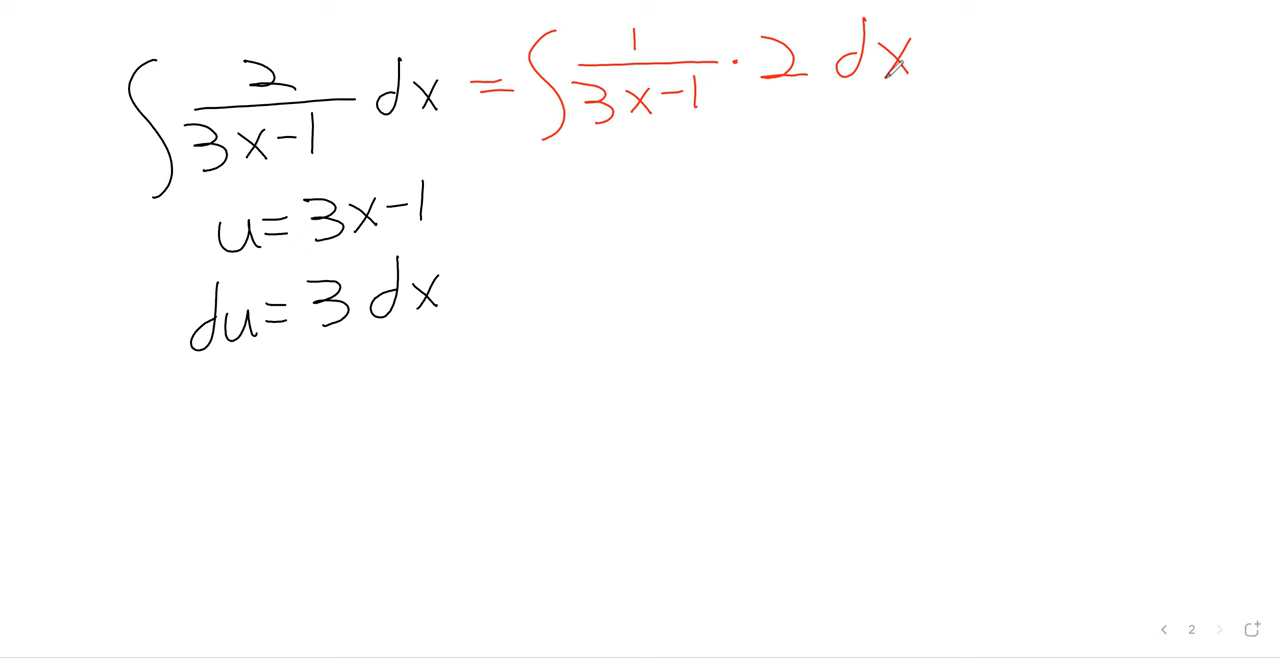 ∫ 2/(3x-1) dx = ∫ 1/(3x-1) · 2 dx
u = 3x-1
du = 3 dx
2